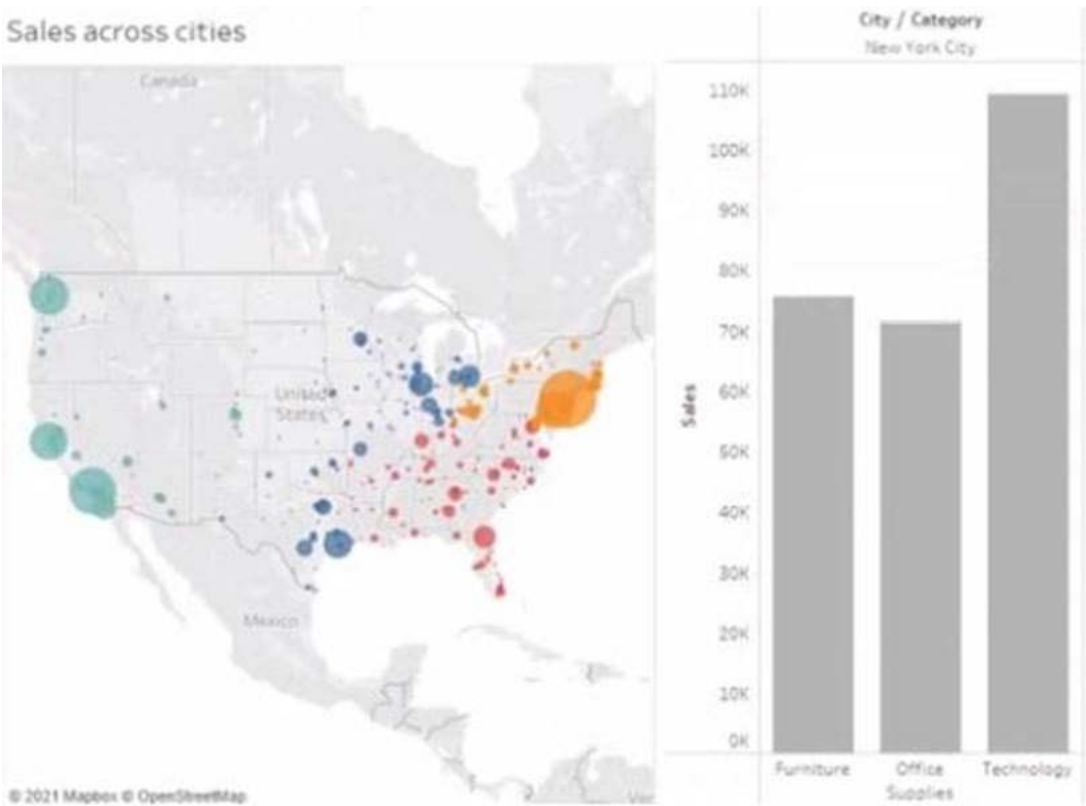 Sales across cities
Canada
United
States
Mexico
© 2021 Mapbox © OpenStreetMap
City / Category
New York City
Sales
110K
100K
90K
80K
70K
60K
50K
40K
30K
20K
10K
0K
Furniture
Office
Supplies
Technology